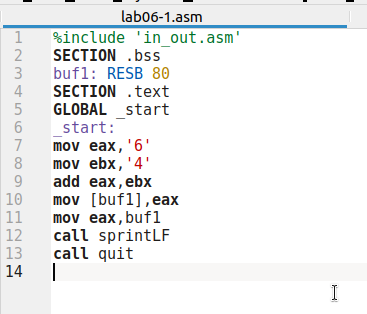 lab06-1.asm
1 %include 'in_out.asm'
2 SECTION .bss
3 buf1: RESB 80
4 SECTION .text
5 GLOBAL _start
6 _start:
7 mov eax,'6'
8 mov ebx,'4'
9 add eax,ebx
10 mov [buf1],eax
11 mov eax,buf1
12 call sprintLF
13 call quit
14